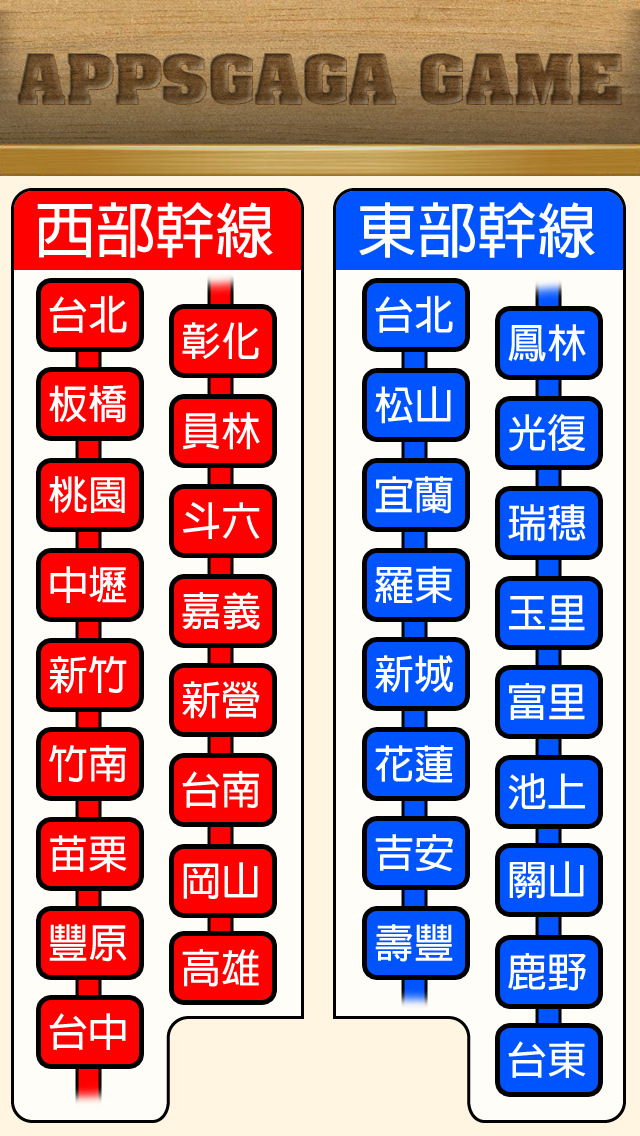 APPSGAGA GAME
西部幹線
台北
板橋
桃園
中壢
新竹
竹南
苗栗
豐原
台中
彰化
員林
斗六
嘉義
新營
台南
岡山
高雄
東部幹線
台北
松山
宜蘭
羅東
新城
花蓮
吉安
壽豐
鳳林
光復
瑞穗
玉里
富里
池上
關山
鹿野
台東